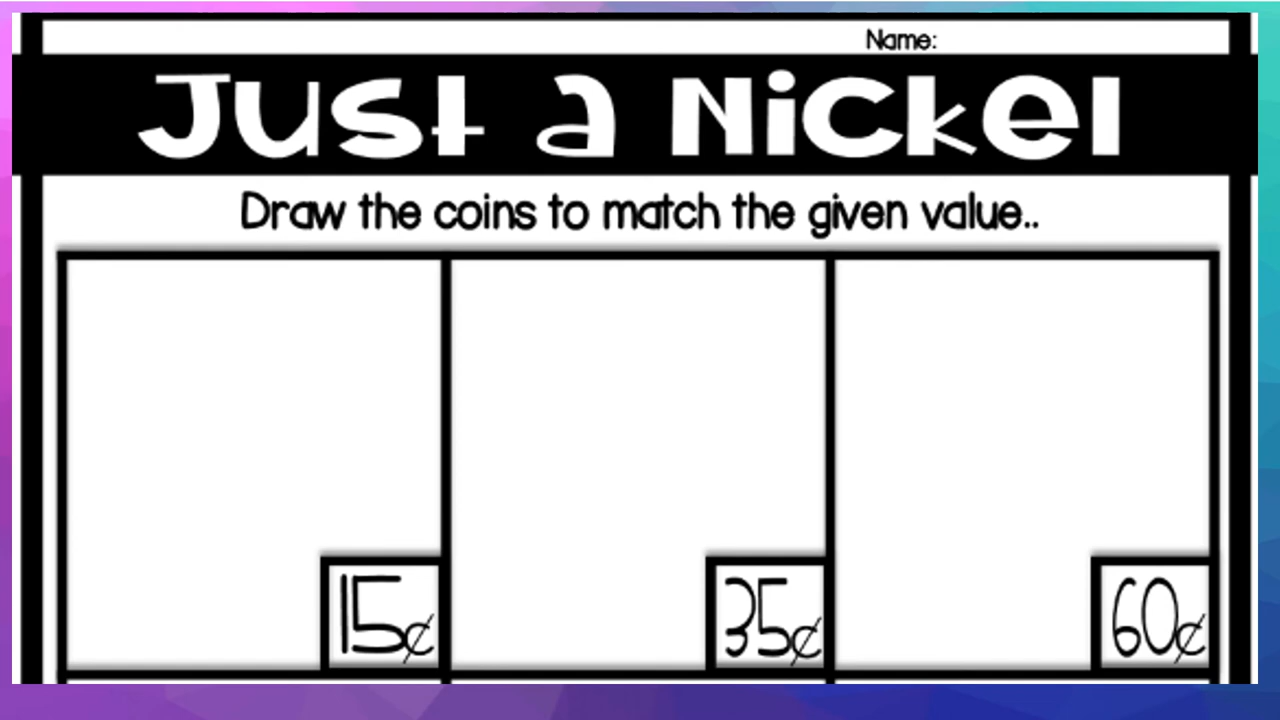 Name:
Just a Nickel
Draw the coins to match the given value..
15¢
35¢
60¢